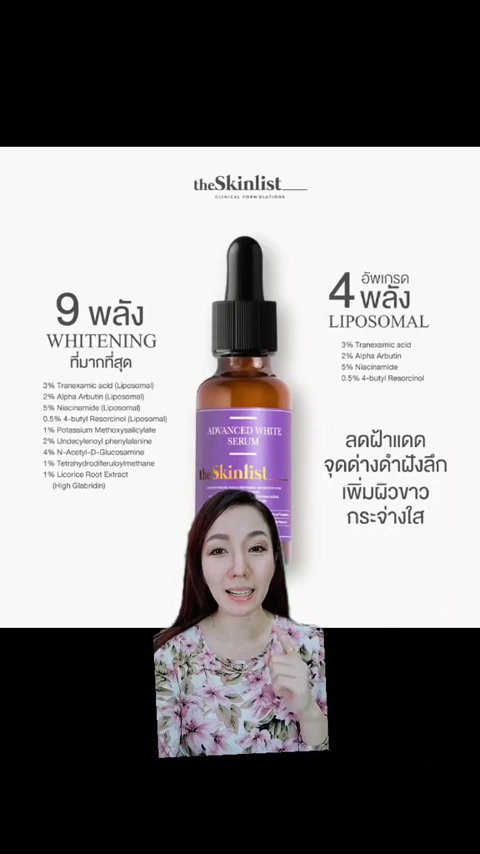 theSkinlist
CLINICAL FORMULATIONS
9 พลัง
WHITENING
ที่มากที่สุด
3% Tranexamic acid (Liposomal)
2% Alpha Arbutin (Liposomal)
5% Niacinamide (Liposomal)
0.5% 4-butyl Resorcinol (Liposomal)
1% Potassium Methoxysalicylate
2% Undecylenoyl phenylalanine
4% N-Acetyl-D-Glucosamine
1% Tetrahydrodiferuloylmethane
1% Licorice Root Extract
(High Glabridin)
อัพเกรด
4 พลัง
LIPOSOMAL
3% Tranexamic acid
2% Alpha Arbutin
5% Niacinamide
0.5% 4-butyl Resorcinol
ลดฝ้าแดด
จุดด่างดำฝังลึก
เพิ่มผิวขาว
กระจ่างใส
ADVANCED WHITE
SERUM
theSkinlist